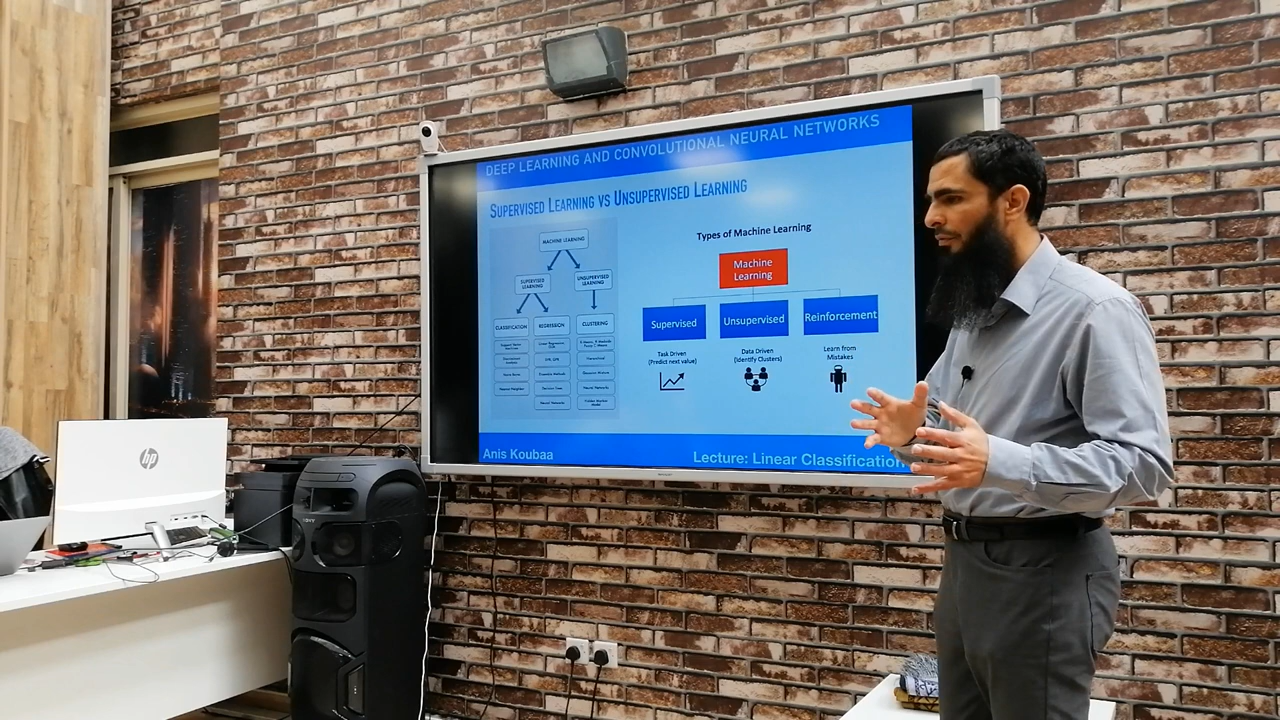 DEEP LEARNING AND CONVOLUTIONAL NEURAL NETWORKS
SUPERVISED LEARNING VS UNSUPERVISED LEARNING
MACHINE LEARNING
SUPERVISED LEARNING
UNSUPERVISED LEARNING
CLASSIFICATION
REGRESSION
CLUSTERING
Types of Machine Learning
Machine
Learning
Supervised
Unsupervised
Reinforcement
Task Driven
(Predict next value)
Data Driven
(Identify Clusters)
Learn from
Mistakes
Anis Koubaa
Lecture: Linear Classification
hp
SONY